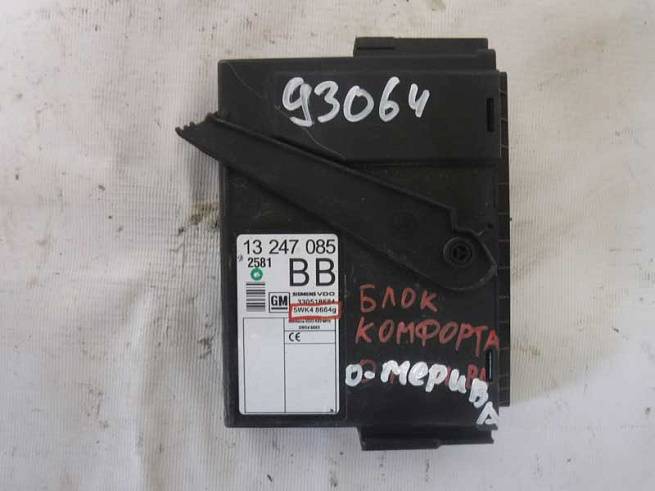 93064
13 247 085
2581
BB
GM
SIEMENS VDO
5WK4 8664g
CE
БЛОК
КОМФОРТА
О-МЕРИВА